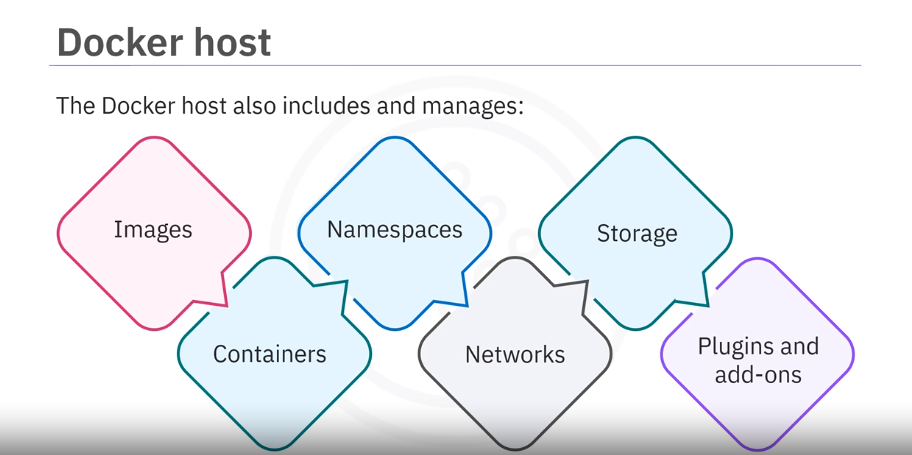 Docker host
The Docker host also includes and manages:
Images
Containers
Namespaces
Networks
Storage
Plugins and
add-ons